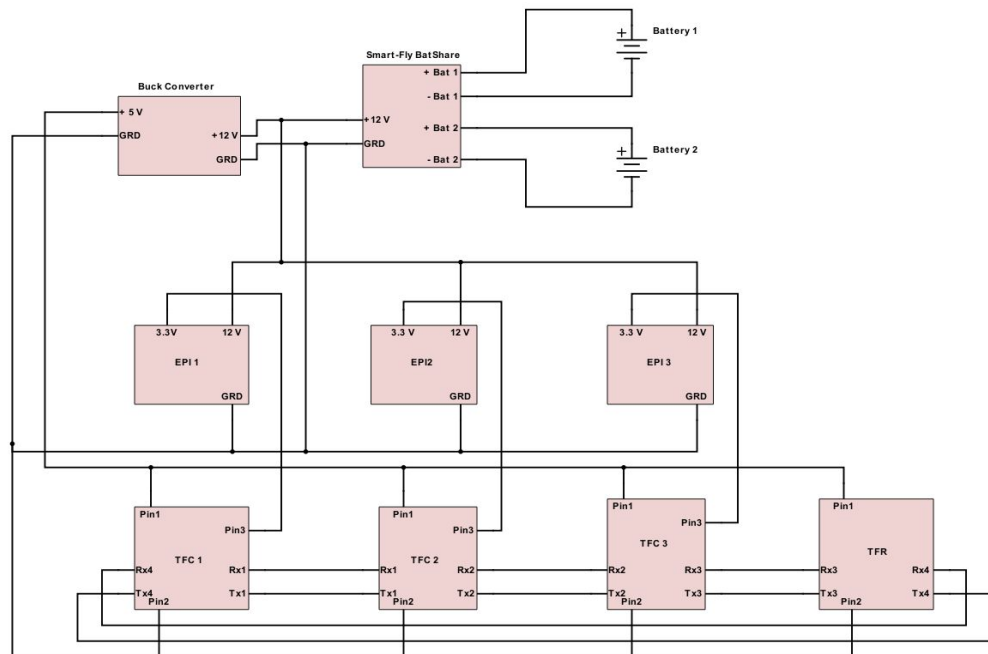 Battery 1
Smart-Fly BatShare
+ Bat 1
Buck Converter
- Bat 1
+ 5 V
+12 V
+ Bat 2
GRD
+12 V
GRD
Battery 2
GRD
- Bat 2
3.3V
12 V
3.3 V
12 V
3.3 V
12 V
EPI 1
EPI2
EPI 3
GRD
GRD
GRD
Pin1
Pin1
Pin1
Pin1
Pin3
Pin3
Pin3
TFC 1
TFC 2
TFC 3
TFR
Rx4
Rx1
Rx1
Rx2
Rx2
Rx3
Rx3
Rx4
Tx4
Tx1
Tx1
Tx2
Tx2
Tx3
Tx3
Tx4
Pin2
Pin2
Pin2
Pin2
+
+